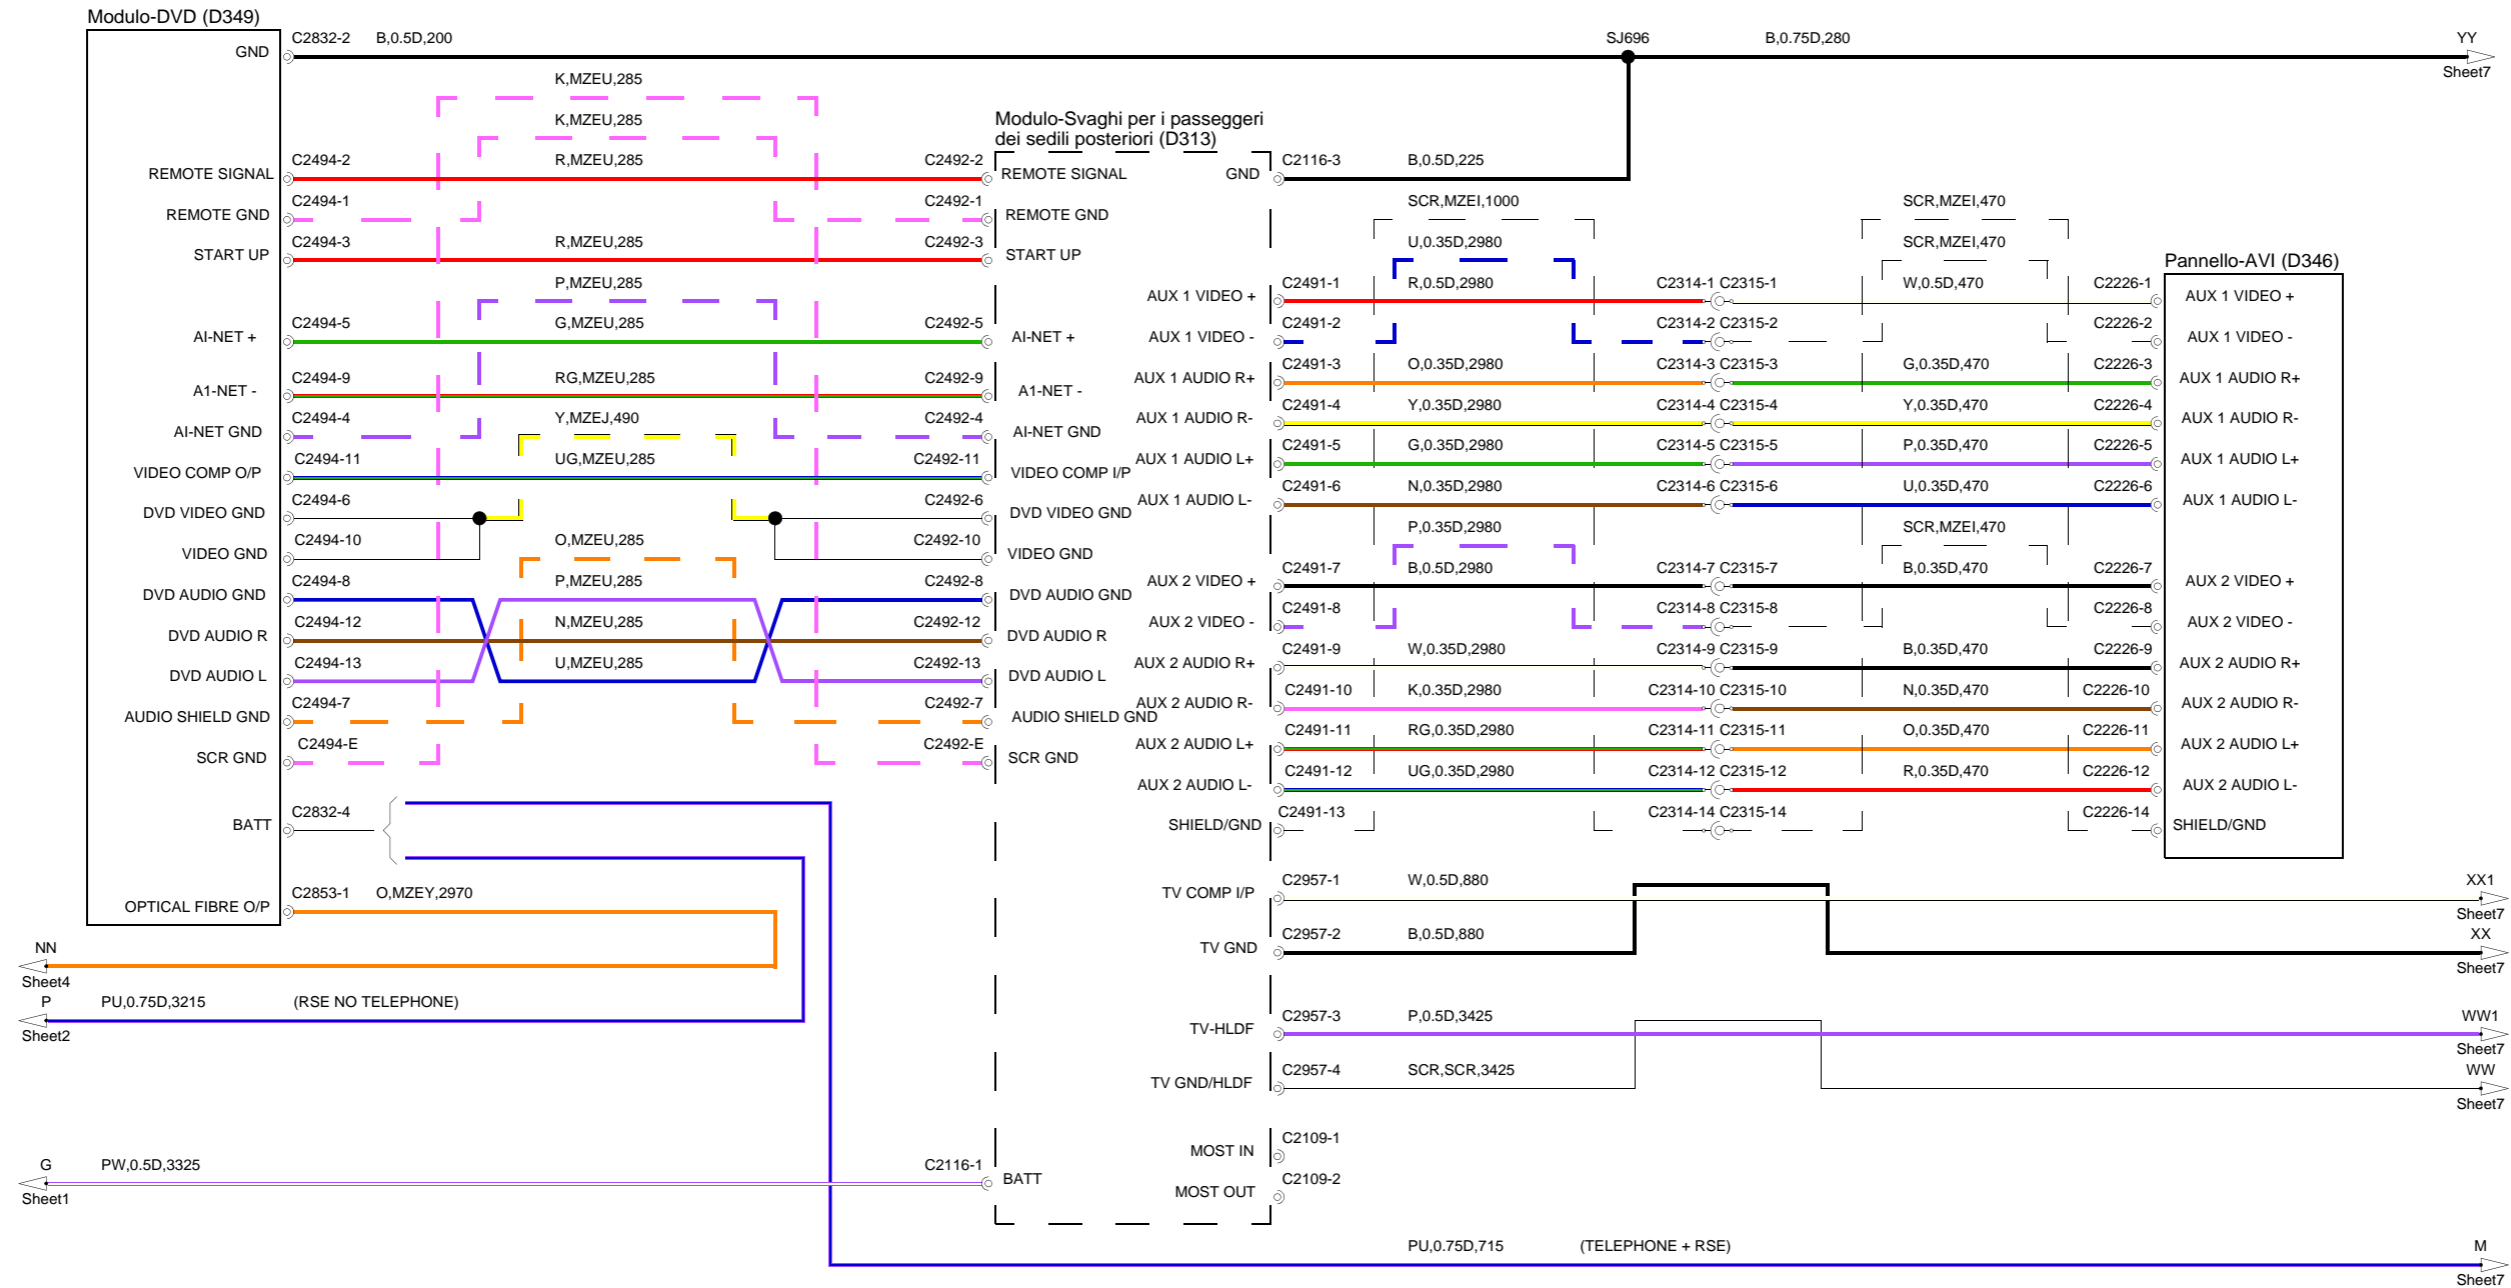 Modulo-DVD (D349)
C2832-2 B,0.5D,200 SJ696 B,0.75D,280 YY
GND
Sheet7
K,MZEU,285
K,MZEU,285
Modulo-Svaghi per i passeggeri
dei sedili posteriori (D313)
C2494-2 R,MZEU,285 C2492-2 C2116-3 B,0.5D,225
REMOTE SIGNAL REMOTE SIGNAL GND
C2494-1 C2492-1 SCR,MZEI,1000 SCR,MZEI,470
REMOTE GND REMOTE GND
C2494-3 R,MZEU,285 C2492-3 U,0.35D,2980 SCR,MZEI,470
START UP START UP
Pannello-AVI (D346)
P,MZEU,285 C2491-1 R,0.5D,2980 C2314-1 C2315-1 W,0.5D,470 C2226-1
AUX 1 VIDEO + AUX 1 VIDEO +
C2494-5 G,MZEU,285 C2492-5 C2491-2 C2314-2 C2315-2 C2226-2
AI-NET + AI-NET + AUX 1 VIDEO - AUX 1 VIDEO -
C2491-3 O,0.35D,2980 C2314-3 C2315-3 G,0.35D,470 C2226-3
C2494-9 RG,MZEU,285 C2492-9 AUX 1 AUDIO R+ AUX 1 AUDIO R+
A1-NET - A1-NET -
C2491-4 Y,0.35D,2980 C2314-4 C2315-4 Y,0.35D,470 C2226-4
C2494-4 Y,MZEJ,490 C2492-4 AUX 1 AUDIO R- AUX 1 AUDIO R-
AI-NET GND AI-NET GND
C2491-5 G,0.35D,2980 C2314-5 C2315-5 P,0.35D,470 C2226-5
C2494-11 UG,MZEU,285 C2492-11 AUX 1 AUDIO L+ AUX 1 AUDIO L+
VIDEO COMP O/P VIDEO COMP I/P
C2491-6 N,0.35D,2980 C2314-6 C2315-6 U,0.35D,470 C2226-6
C2494-6 C2492-6 AUX 1 AUDIO L- AUX 1 AUDIO L-
DVD VIDEO GND DVD VIDEO GND
P,0.35D,2980 SCR,MZEI,470
C2494-10 O,MZEU,285 C2492-10
VIDEO GND VIDEO GND
C2491-7 B,0.5D,2980 C2314-7 C2315-7 B,0.35D,470 C2226-7
C2494-8 P,MZEU,285 C2492-8 AUX 2 VIDEO + AUX 2 VIDEO +
DVD AUDIO GND DVD AUDIO GND
C2491-8 C2314-8 C2315-8 C2226-8
C2494-12 N,MZEU,285 C2492-12 AUX 2 VIDEO - AUX 2 VIDEO -
DVD AUDIO R DVD AUDIO R
C2491-9 W,0.35D,2980 C2314-9 C2315-9 B,0.35D,470 C2226-9
C2494-13 U,MZEU,285 C2492-13 AUX 2 AUDIO R+ AUX 2 AUDIO R+
DVD AUDIO L DVD AUDIO L
C2491-10 K,0.35D,2980 C2314-10 C2315-10 N,0.35D,470 C2226-10
C2494-7 C2492-7 AUX 2 AUDIO R- AUX 2 AUDIO R-
AUDIO SHIELD GND AUDIO SHIELD GND
C2491-11 RG,0.35D,2980 C2314-11 C2315-11 O,0.35D,470 C2226-11
C2494-E C2492-E AUX 2 AUDIO L+ AUX 2 AUDIO L+
SCR GND SCR GND
C2491-12 UG,0.35D,2980 C2314-12 C2315-12 R,0.35D,470 C2226-12
AUX 2 AUDIO L- AUX 2 AUDIO L-
C2832-4 C2491-13 C2314-14 C2315-14 C2226-14
BATT SHIELD/GND SHIELD/GND
C2853-1 O,MZEY,2970 C2957-1 W,0.5D,880 XX1
OPTICAL FIBRE O/P TV COMP I/P
Sheet7
NN C2957-2 B,0.5D,880 XX
TV GND
Sheet4 Sheet7
P PU,0.75D,3215 (RSE NO TELEPHONE) C2957-3 P,0.5D,3425 WW1
TV-HLDF
Sheet2 Sheet7
C2957-4 SCR,SCR,3425 WW
TV GND/HLDF
Sheet7
C2109-1
MOST IN
G PW,0.5D,3325 C2116-1 C2109-2
BATT MOST OUT
Sheet1
PU,0.75D,715 (TELEPHONE + RSE) M
Sheet7